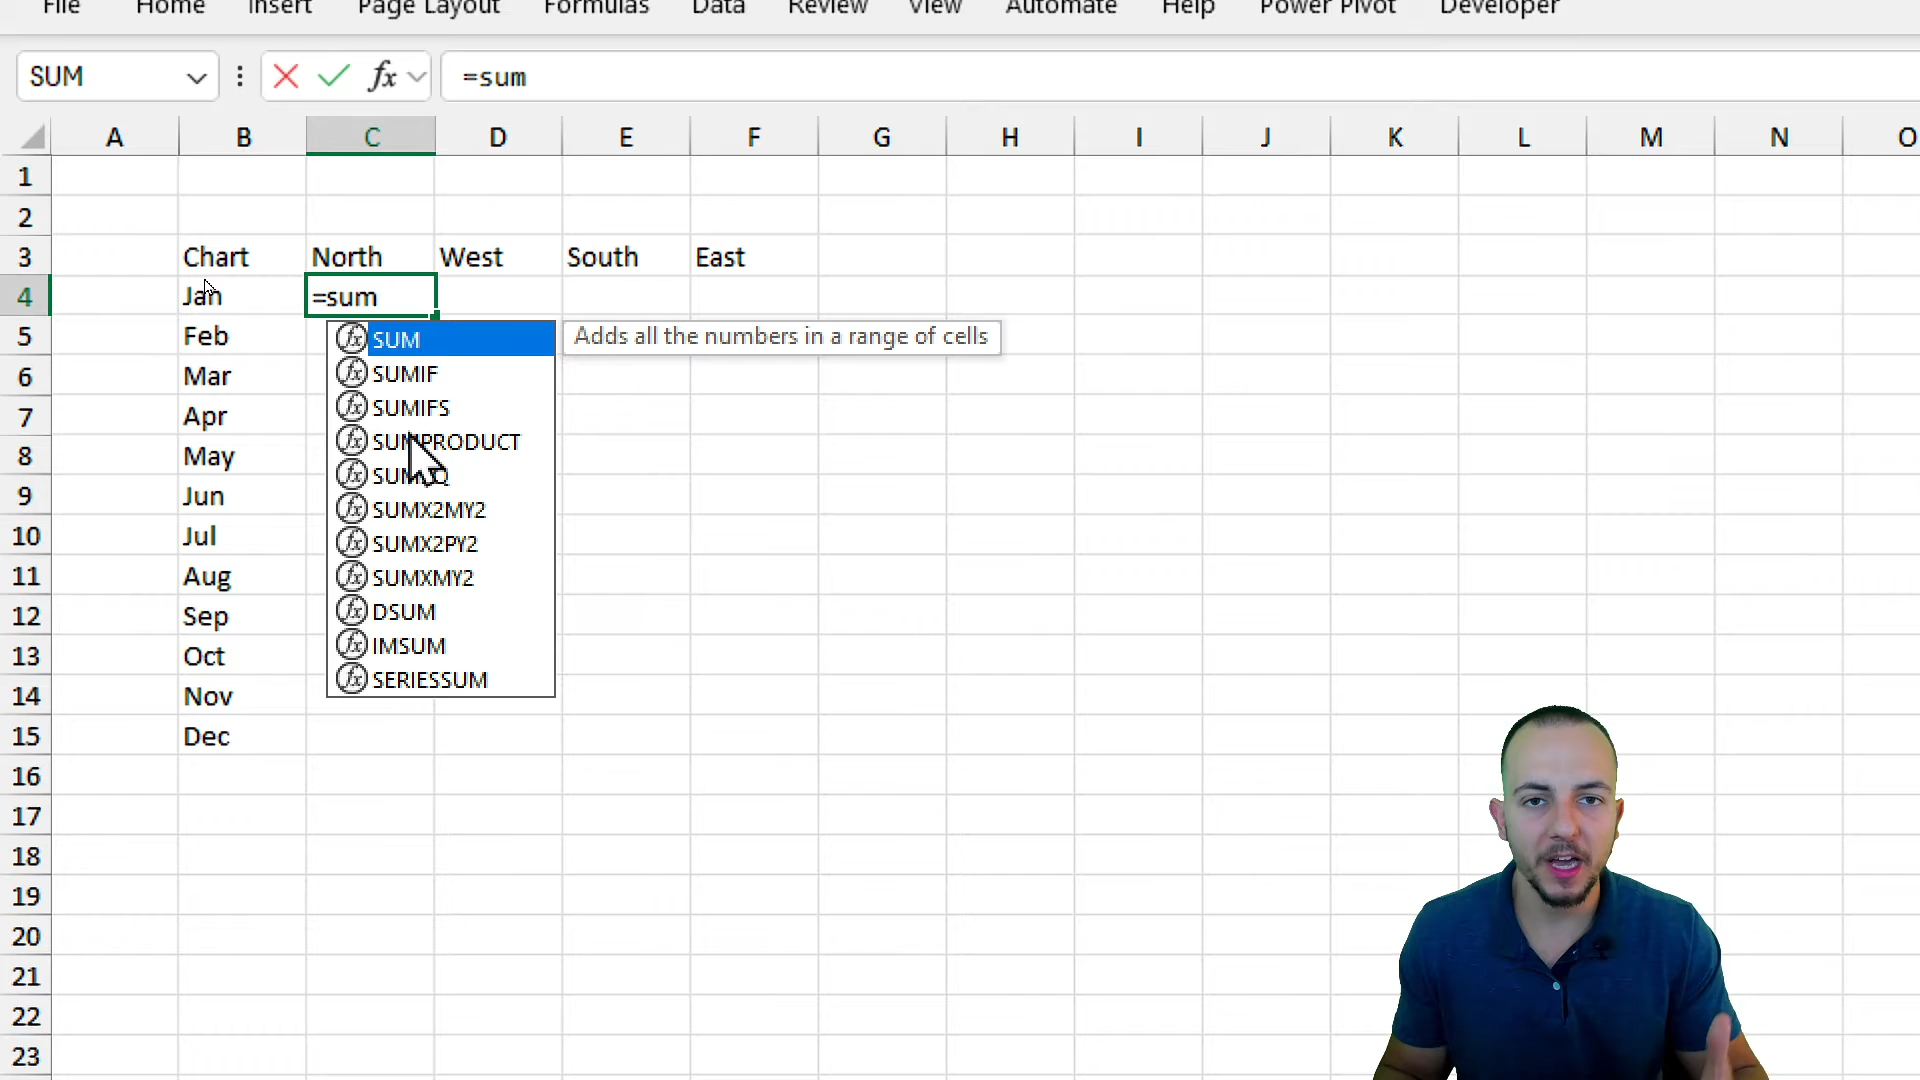 File Home Insert Page Layout Formulas Data Review View Automate Help Power Pivot Developer
SUM fx =sum
A B C D E F G H I J K L M N O
1
2
3 Chart North West South East
4 Jan =sum
5 Feb SUM Adds all the numbers in a range of cells
SUMIF
6 Mar
SUMIFS
7 Apr
SUMPRODUCT
8 May
9 Jun
SUMX2MY2
10 Jul SUMX2PY2
11 Aug SUMXMY2
12 Sep DSUM
13 Oct IMSUM
14 Nov SERIESSUM
15 Dec
16
17
18
19
20
21
22
23